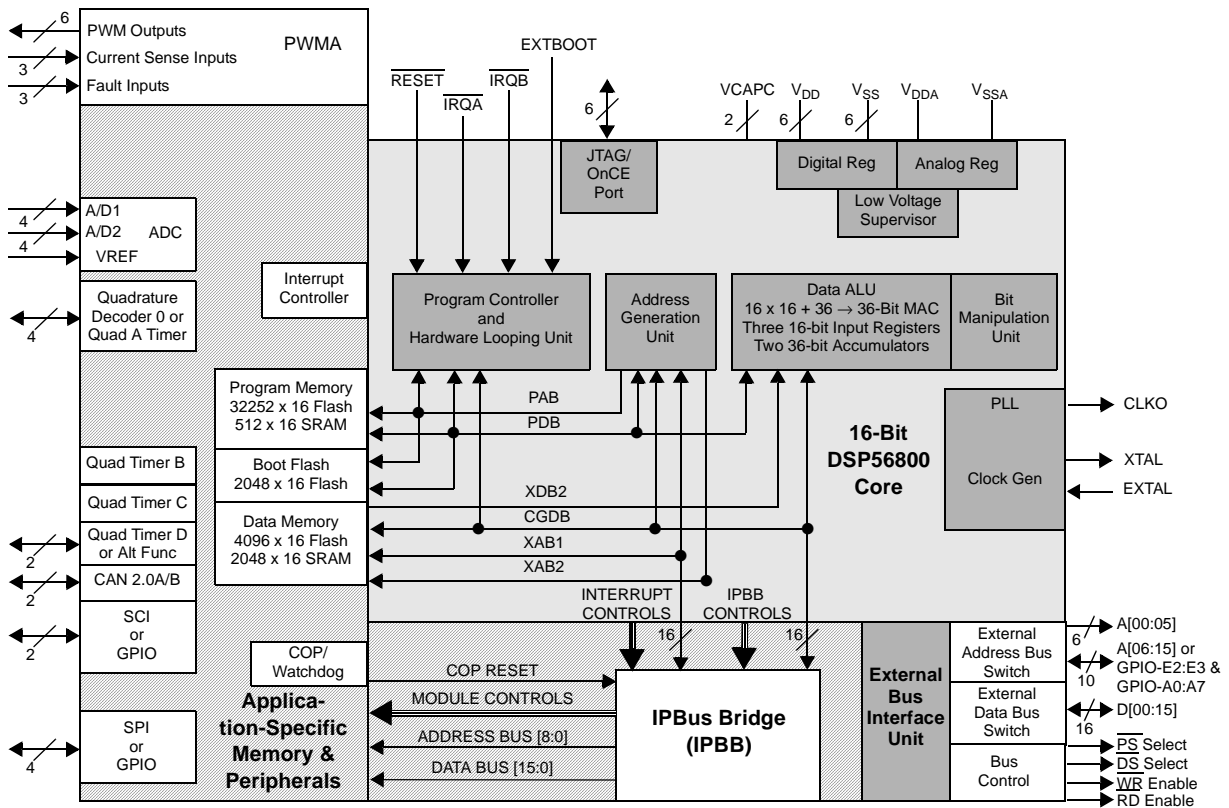 6
PWM Outputs
PWMA
3
Current Sense Inputs
3
Fault Inputs
RESET
IRQA
IRQB
EXTBOOT
6
JTAG/
OnCE
Port
VCAPC
2
VDD
6
VSS
6
VDDA
VSSA
Digital Reg
Analog Reg
Low Voltage
Supervisor
4
A/D1
4
A/D2
ADC
VREF
Interrupt
Controller
4
Quadrature
Decoder 0 or
Quad A Timer
Program Controller
and
Hardware Looping Unit
Address
Generation
Unit
Data ALU
16 x 16 + 36 → 36-Bit MAC
Three 16-bit Input Registers
Two 36-bit Accumulators
Bit
Manipulation
Unit
Program Memory
32252 x 16 Flash
512 x 16 SRAM
PAB
PDB
PLL
Clock Gen
CLKO
XTAL
EXTAL
16-Bit
DSP56800
Core
Quad Timer B
Boot Flash
2048 x 16 Flash
Quad Timer C
XDB2
CGDB
XAB1
XAB2
Data Memory
4096 x 16 Flash
2048 x 16 SRAM
2
Quad Timer D
or Alt Func
2
CAN 2.0A/B
2
SCI
or
GPIO
INTERRUPT
CONTROLS
16
IPBB
CONTROLS
16
COP/
Watchdog
COP RESET
MODULE CONTROLS
ADDRESS BUS [8:0]
DATA BUS [15:0]
Applica-
tion-Specific
Memory &
Peripherals
4
SPI
or
GPIO
IPBus Bridge
(IPBB)
External
Bus
Interface
Unit
External
Address Bus
Switch
External
Data Bus
Switch
Bus
Control
6
A[00:05]
10
A[06:15] or
GPIO-E2:E3 &
GPIO-A0:A7
16
D[00:15]
PS Select
DS Select
WR Enable
RD Enable